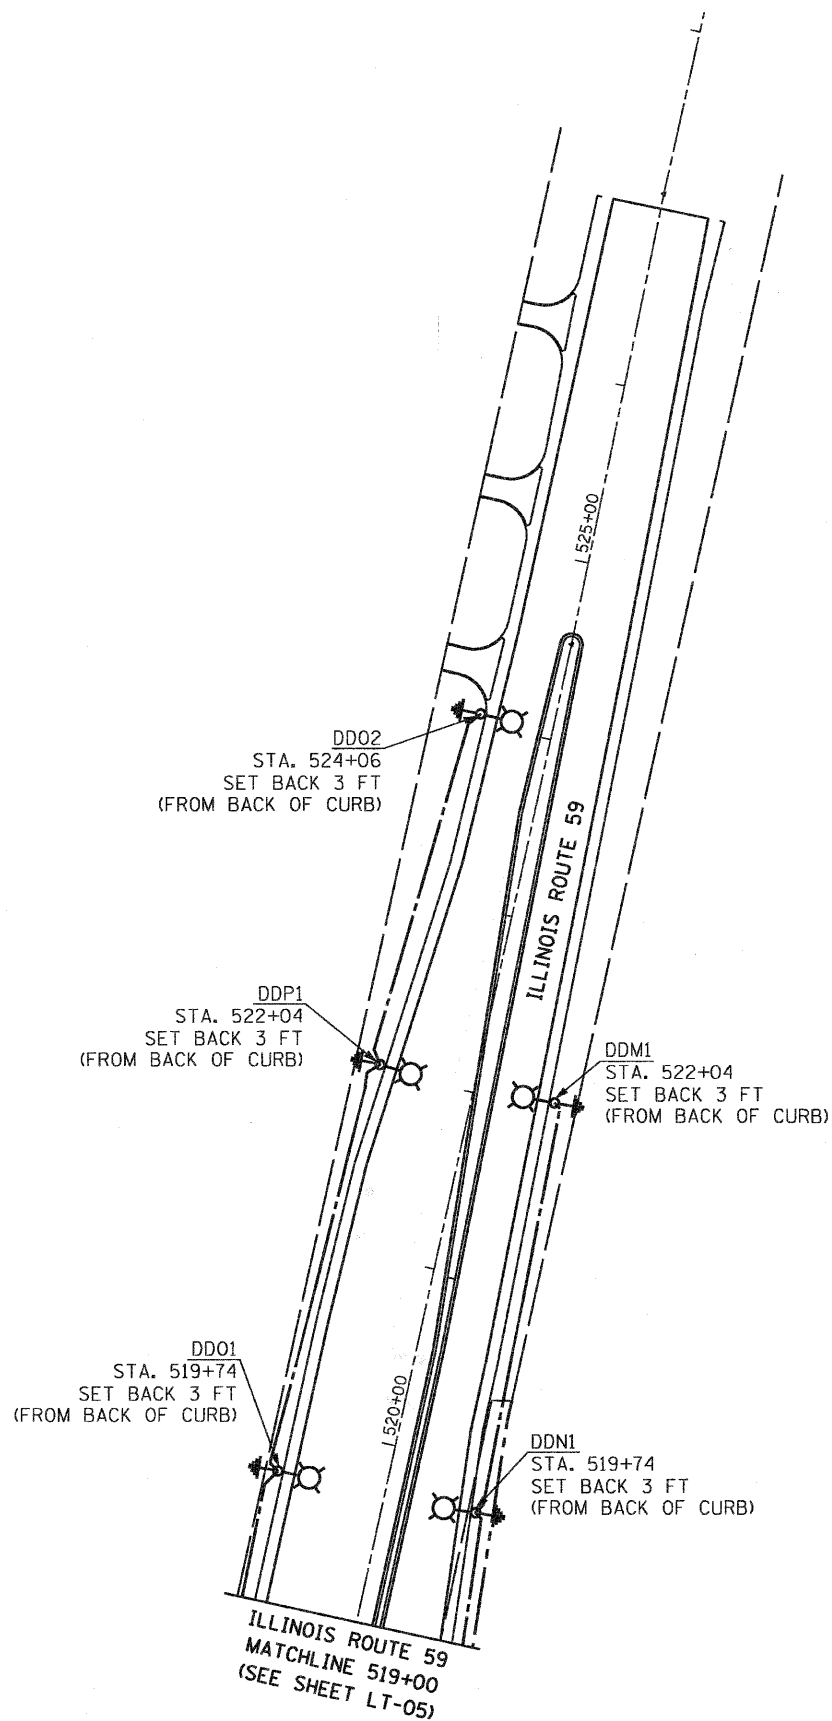 525+00
DDO2
STA. 524+06
SET BACK 3 FT
(FROM BACK OF CURB)
ILLINOIS ROUTE 59
DDP1
STA. 522+04
SET BACK 3 FT
(FROM BACK OF CURB)
DDM1
STA. 522+04
SET BACK 3 FT
(FROM BACK OF CURB)
DDO1
STA. 519+74
SET BACK 3 FT
(FROM BACK OF CURB)
520+00
DDN1
STA. 519+74
SET BACK 3 FT
(FROM BACK OF CURB)
ILLINOIS ROUTE 59
MATCHLINE 519+00
(SEE SHEET LT-05)